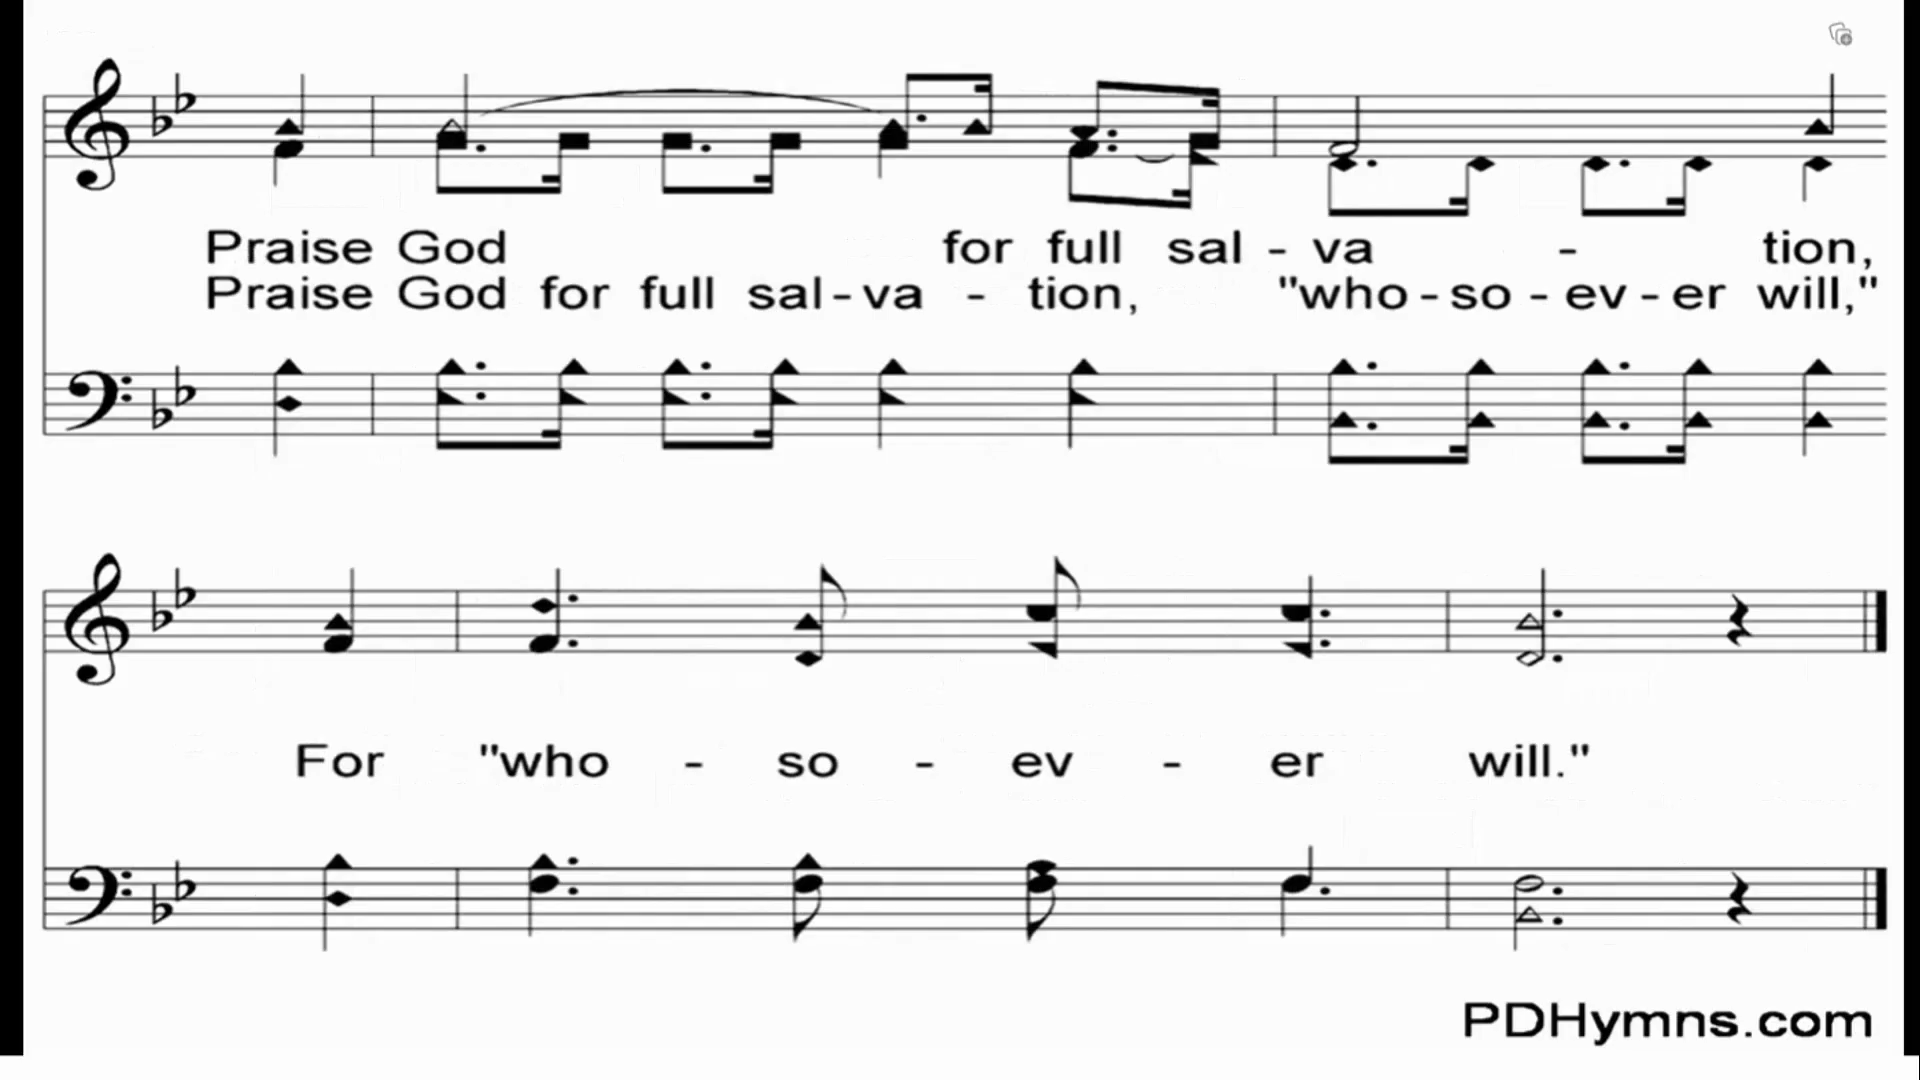 Praise God for full sal - va - tion,
Praise God for full sal - va - tion, "who - so - ev - er will,"
For "who - so - ev - er will."
PDHymns.com